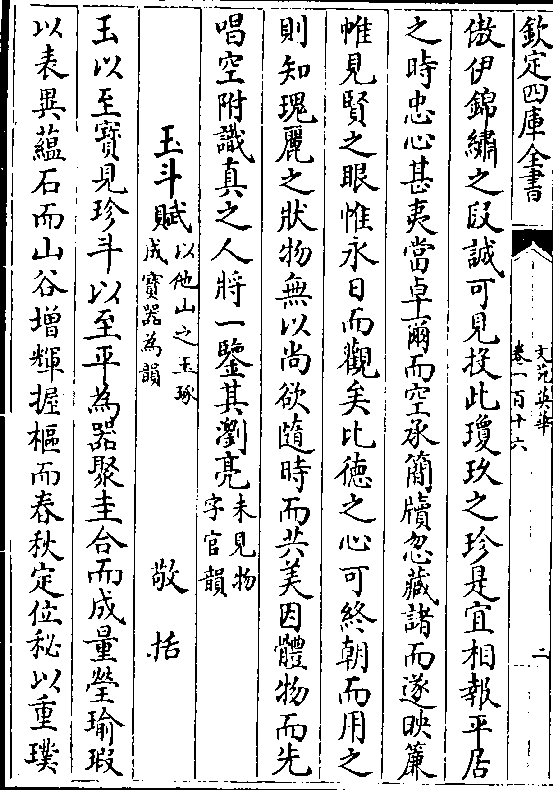 欽定四庫全書
文苑英華
卷一百十六
二
傲伊錦繡之段誠可見投此瓊玖之珍是宜相報平居
之時忠心甚夷當卓爾而空承簡牘忽藏諸而遂映簾
帷見賢之眼惟永日而觀矣比徳之心可終朝而用之
則知瑰麗之狀物無以尚欲隨時而共美因體物而先
唱空附識真之人將一鑒其瀏亮未見物字官韻
玉斗賦以他山之玉琢成寶器為韻
敬括
玉以至寶見珍斗以至平為器聚圭合而成量瑩瑜瑕
以表異蘊石而山谷增輝握樞而春秋定位秘以重璞